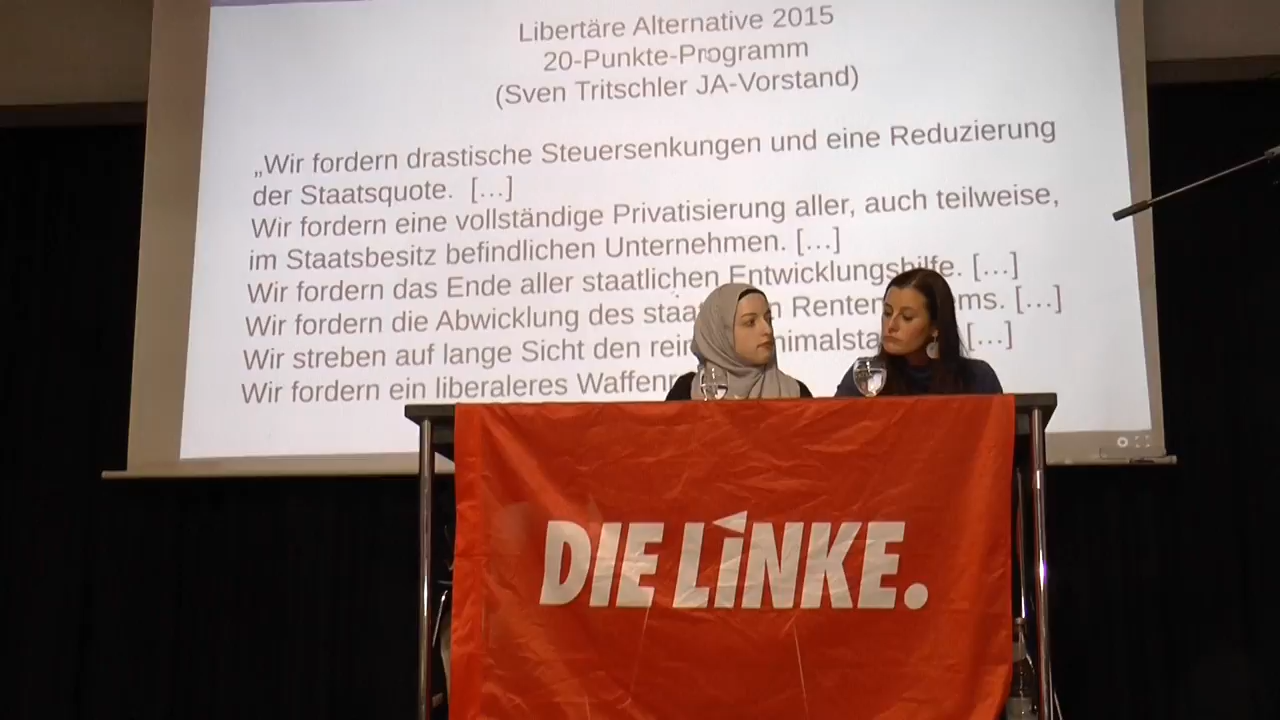 Libertäre Alternative 2015
20-Punkte-Programm
(Sven Tritschler JA-Vorstand)
„Wir fordern drastische Steuersenkungen und eine Reduzierung
der Staatsquote. […]
Wir fordern eine vollständige Privatisierung aller, auch teilweise,
im Staatsbesitz befindlichen Unternehmen. […]
Wir fordern das Ende aller staatlichen Entwicklungshilfe. […]
Wir fordern die Abwicklung des […]
Wir streben auf lange Sicht den […]
Wir fordern ein liberaleres
DIE LINKE.